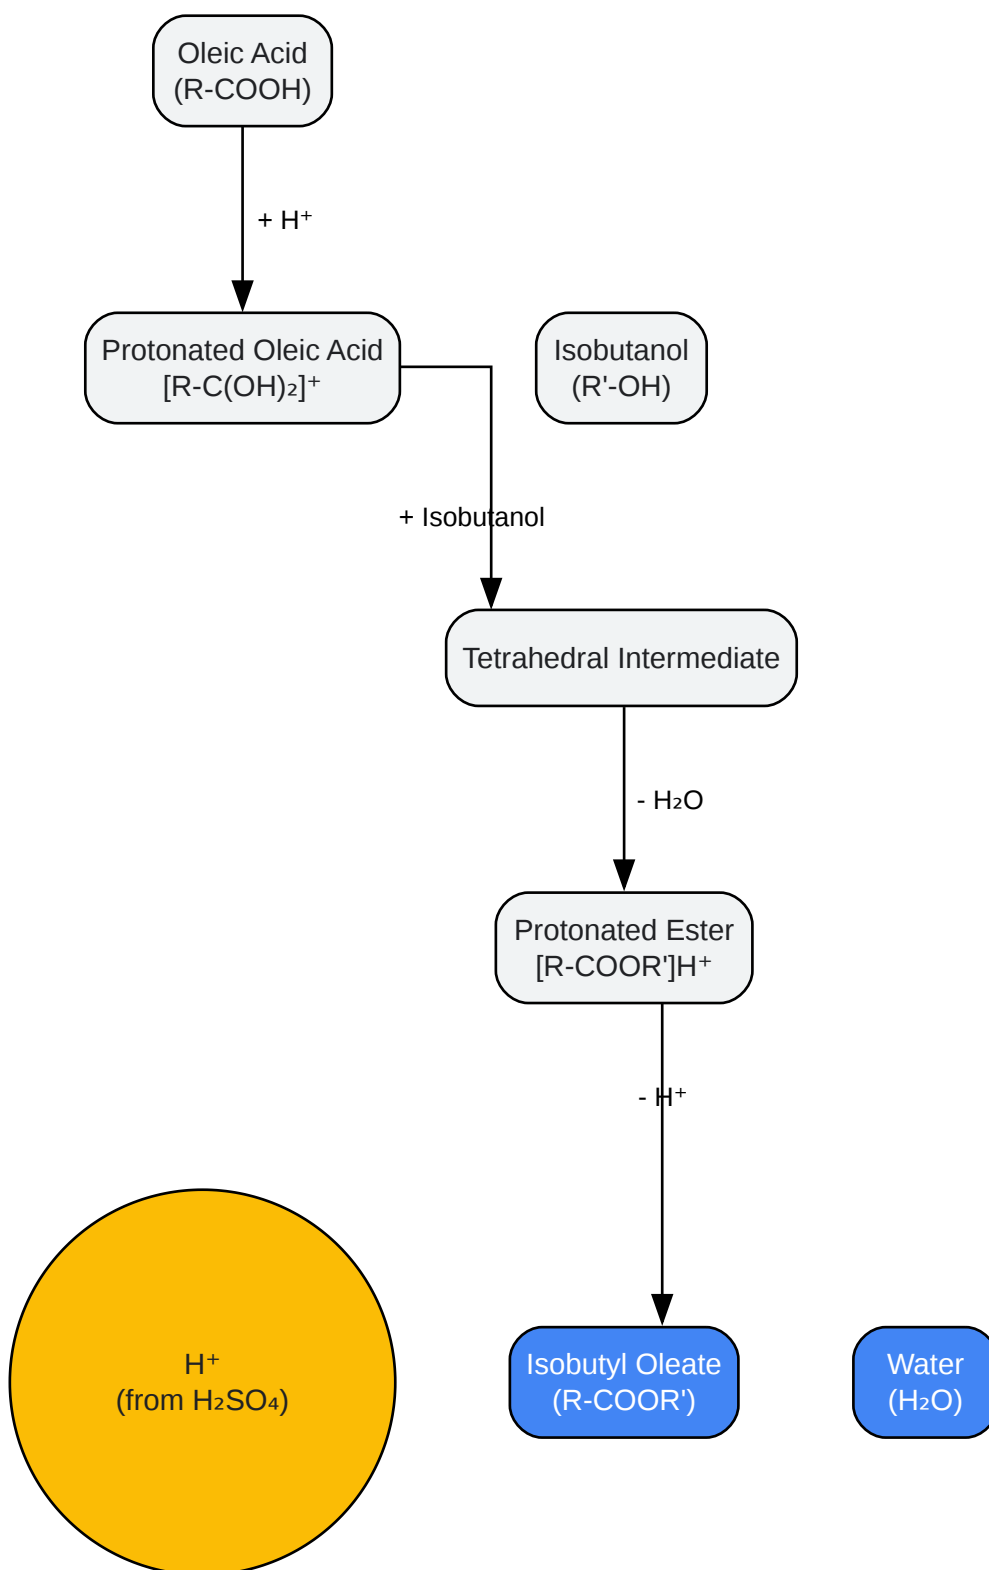 Oleic Acid
(R-COOH)
+ H⁺
Protonated Oleic Acid
[R-C(OH)₂]⁺
Isobutanol
(R'-OH)
+ Isobutanol
Tetrahedral Intermediate
- H₂O
Protonated Ester
[R-COOR']H⁺
- H⁺
H⁺
(from H₂SO₄)
Isobutyl Oleate
(R-COOR')
Water
(H₂O)